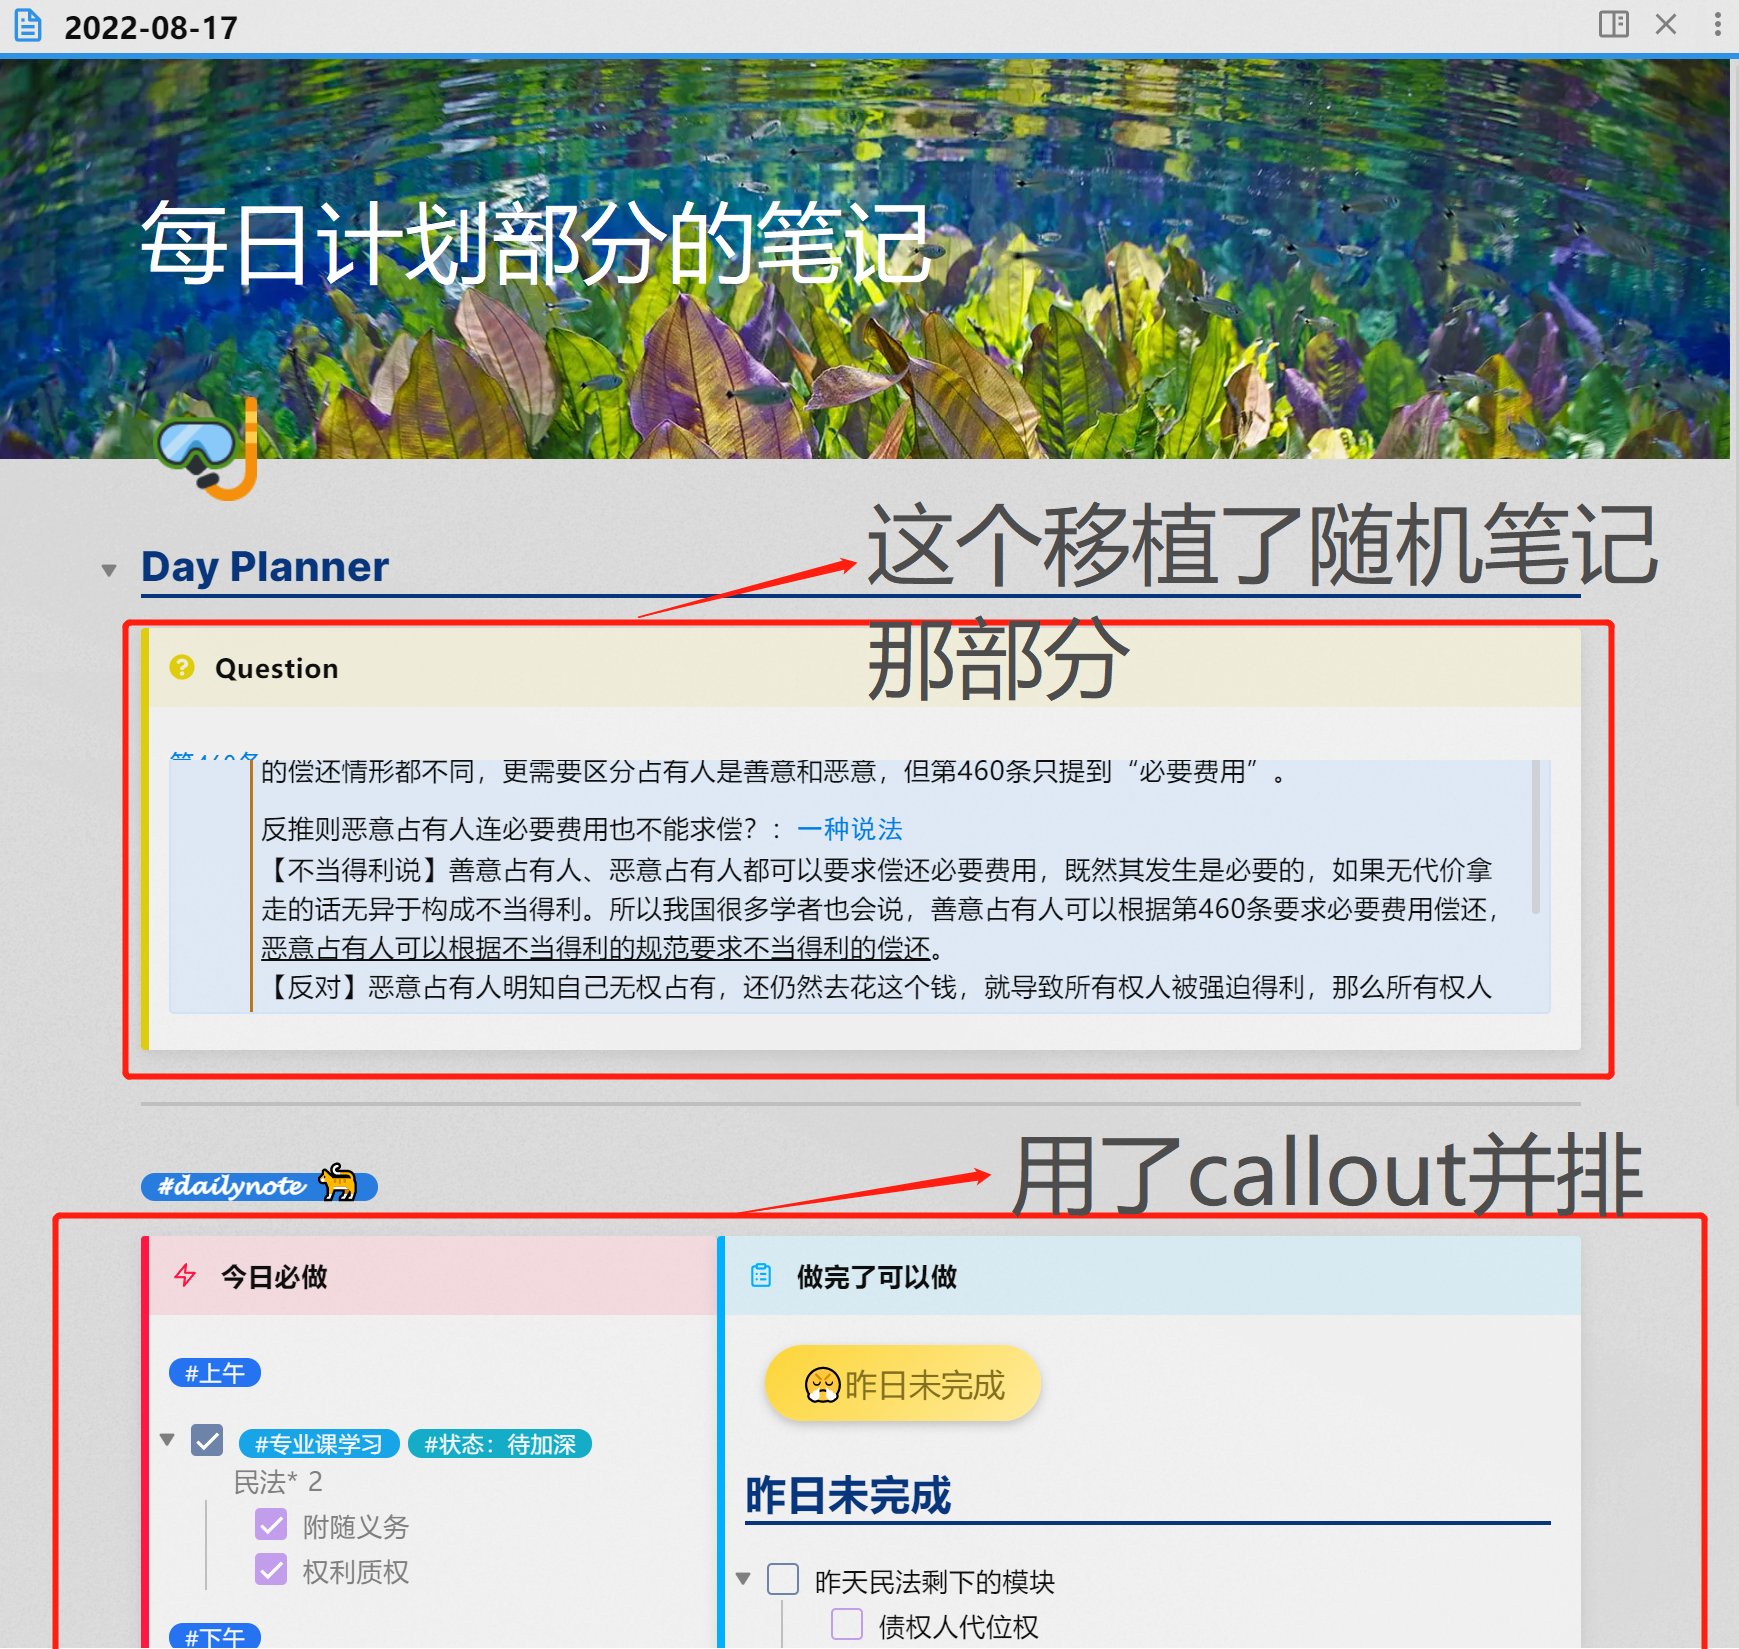 2022-08-17
每日计划部分的笔记
这个移植了随机笔记
Day Planner
那部分
Question
第460条
的偿还情形都不同，更需要区分占有人是善意和恶意，但第460条只提到“必要费用”。
反推则恶意占有人连必要费用也不能求偿？：一种说法
【不当得利说】善意占有人、恶意占有人都可以要求偿还必要费用，既然其发生是必要的，如果无代价拿
走的话无异于构成不当得利。所以我国很多学者也会说，善意占有人可以根据第460条要求必要费用偿还，
恶意占有人可以根据不当得利的规范要求不当得利的偿还。
【反对】恶意占有人明知自己无权占有，还仍然去花这个钱，就导致所有权人被强迫得利，那么所有权人
用了callout并排
#dailynote
今日必做
做完了可以做
#上午
昨日未完成
#专业课学习 #状态：待加深
民法* 2
附随义务
权利质权
#下午
昨日未完成
昨天民法剩下的模块
债权人代位权